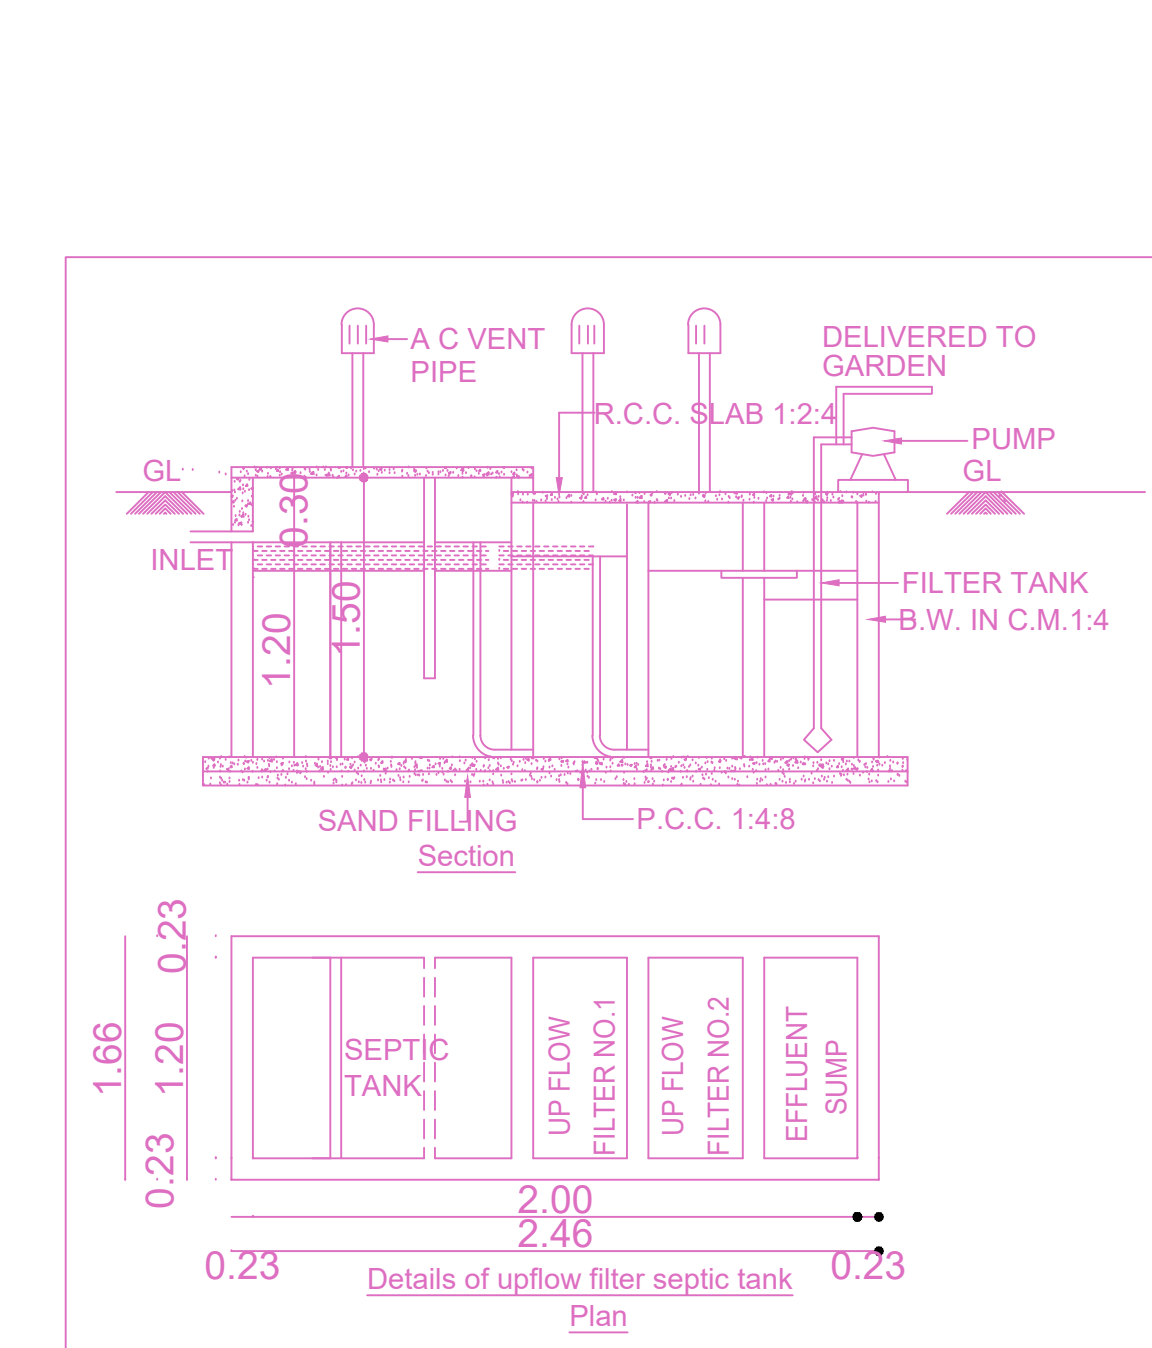 A C VENT
PIPE
DELIVERED TO
GARDEN
R.C.C. SLAB 1:2:4
PUMP
GL
GL
0.30
INLET
1.50
1.20
FILTER TANK
B.W. IN C.M.1:4
SAND FILLING
P.C.C. 1:4:8
Section
0.23
1.66
1.20
0.23
SEPTIC
TANK
UP FLOW
FILTER NO.1
UP FLOW
FILTER NO.2
EFFLUENT
SUMP
2.00
2.46
0.23
0.23
Details of upflow filter septic tank
Plan